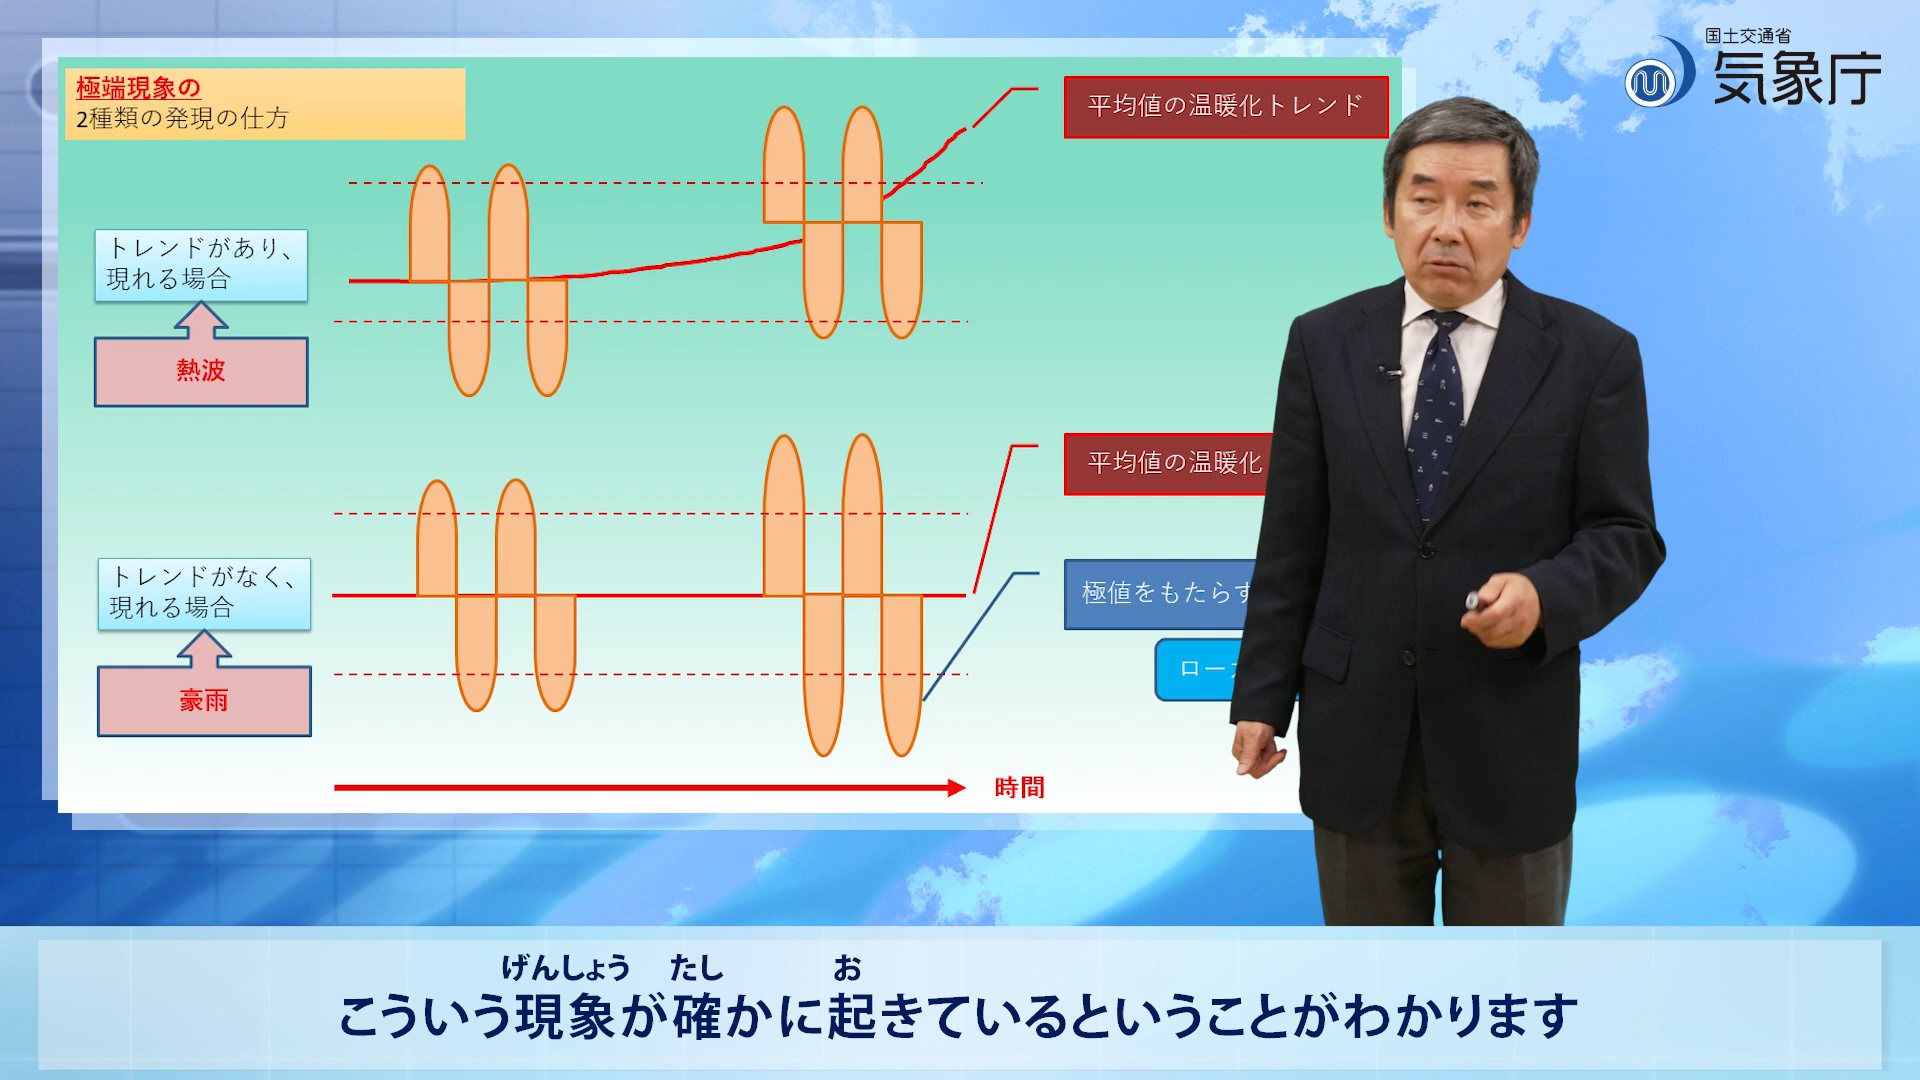 国土交通省
気象庁
極端現象の
2種類の発現の仕方
平均値の温暖化トレンド
トレンドがあり、
現れる場合
熱波
平均値の温暖化
トレンドがなく、
現れる場合
極値をもたらす
ロー
豪雨
時間
げんしょう たし お
こういう現象が確かに起きているということがわかります